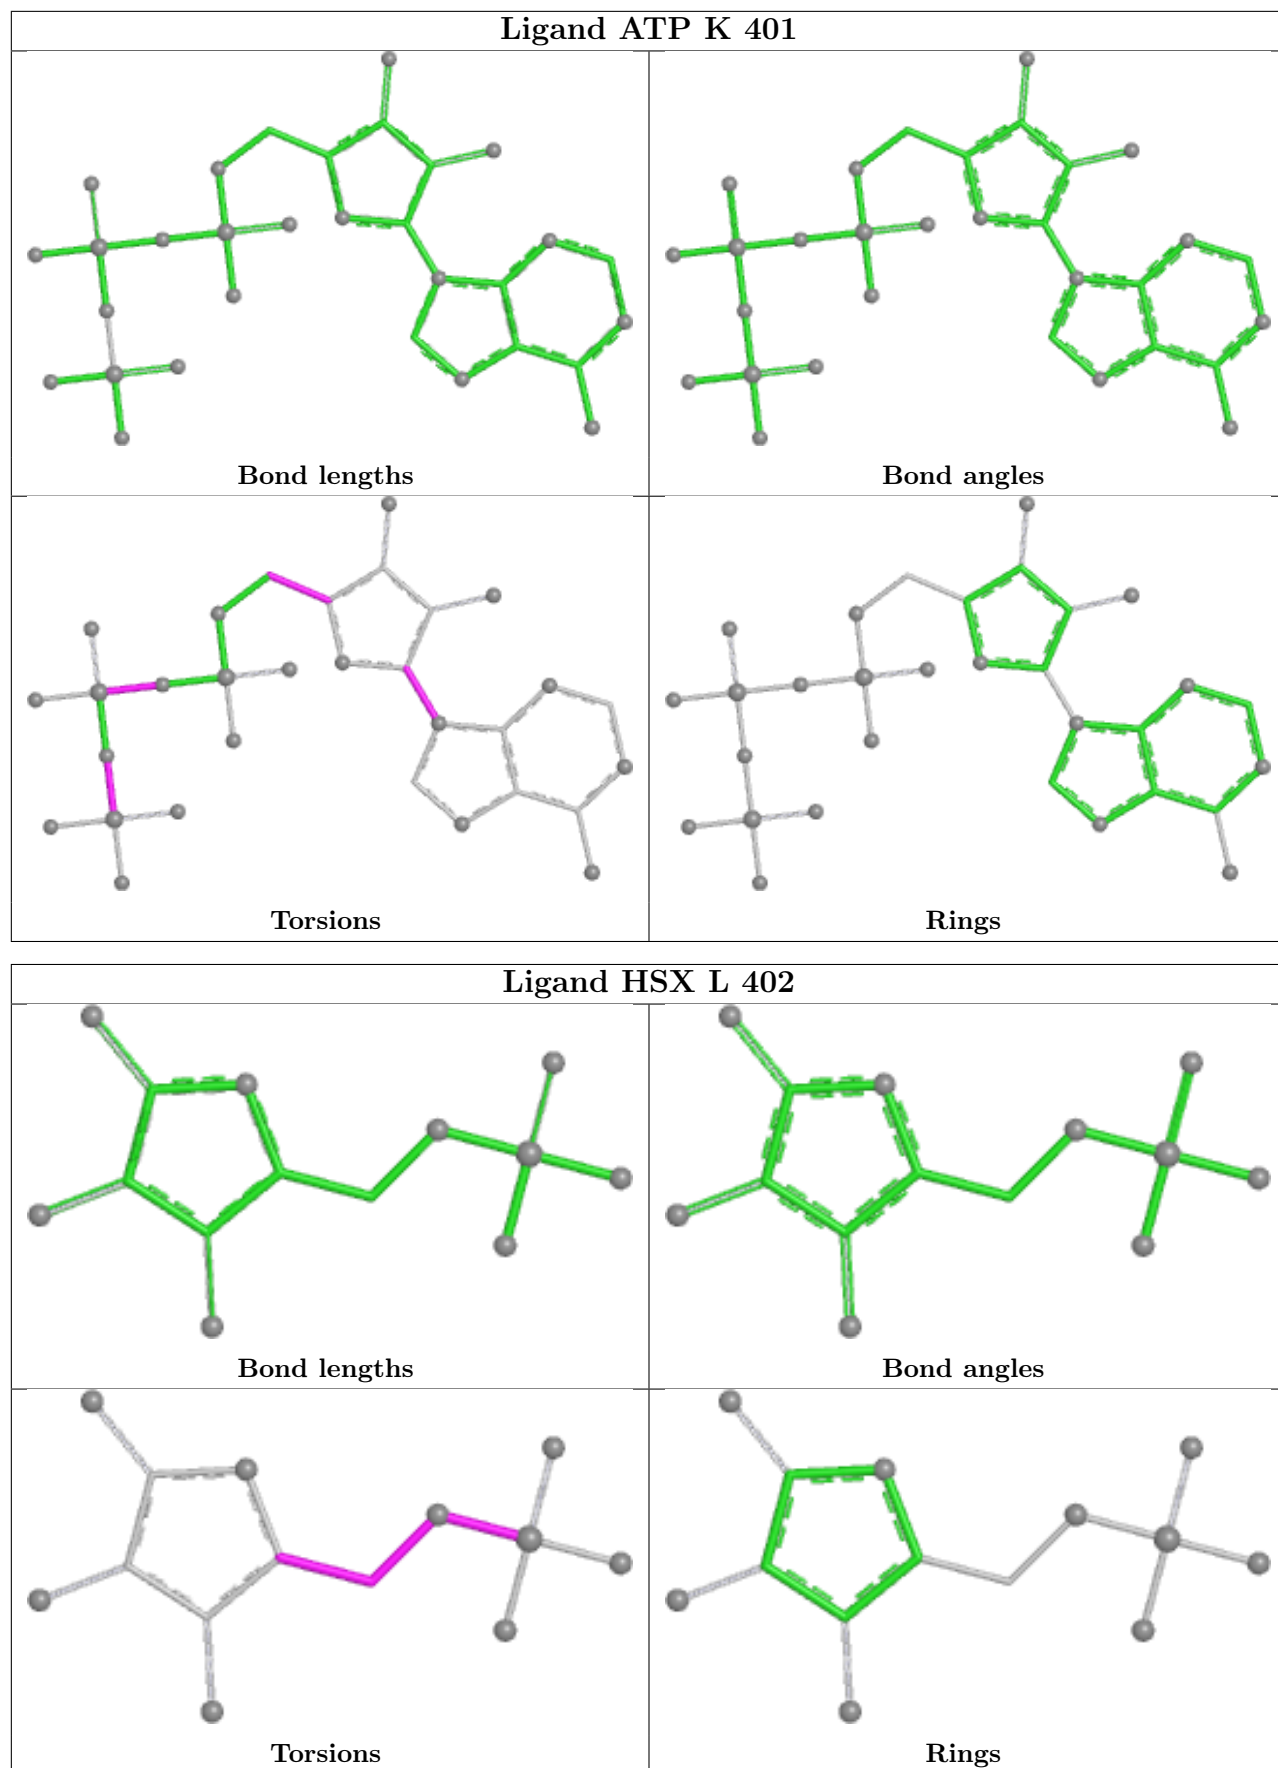 Ligand ATP K 401
Bond lengths
Bond angles
Torsions
Rings
Ligand HSX L 402
Bond lengths
Bond angles
Torsions
Rings